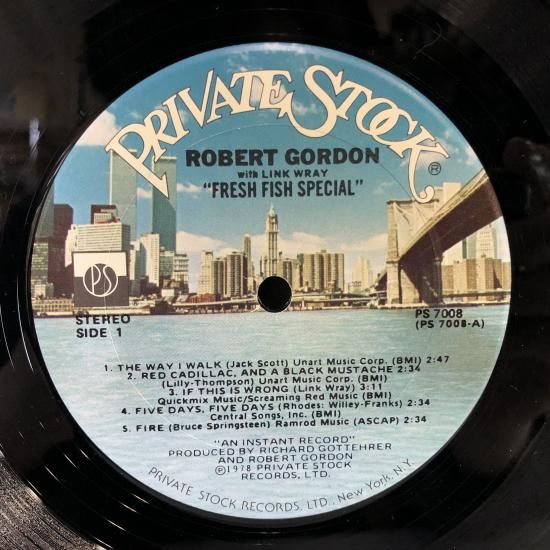 PRIVATE STOCK®
ROBERT GORDON
with LINK WRAY
"FRESH FISH SPECIAL"
PS
STEREO
SIDE 1
PS 7008
(PS 7008-A)
1. THE WAY I WALK (Jack Scott) Unart Music Corp. (BMI) 2:47
2. RED CADILLAC, AND A BLACK MUSTACHE 2:34
(Lilly-Thompson) Unart Music Corp. (BMI)
3. IF THIS IS WRONG (Link Wray) 3:11
Quickmix Music/Screaming Red Music (BMI)
4. FIVE DAYS, FIVE DAYS (Rhodes: Willey-Franks) 2:34
Central Songs, Inc. (BMI)
5. FIRE (Bruce Springsteen) Ramrod Music (ASCAP) 2:34
"AN INSTANT RECORD"
PRODUCED BY RICHARD GOTTEHRER
AND ROBERT GORDON
©℗1978 PRIVATE STOCK
RECORDS, LTD.
PRIVATE STOCK RECORDS, LTD., New York, N.Y.